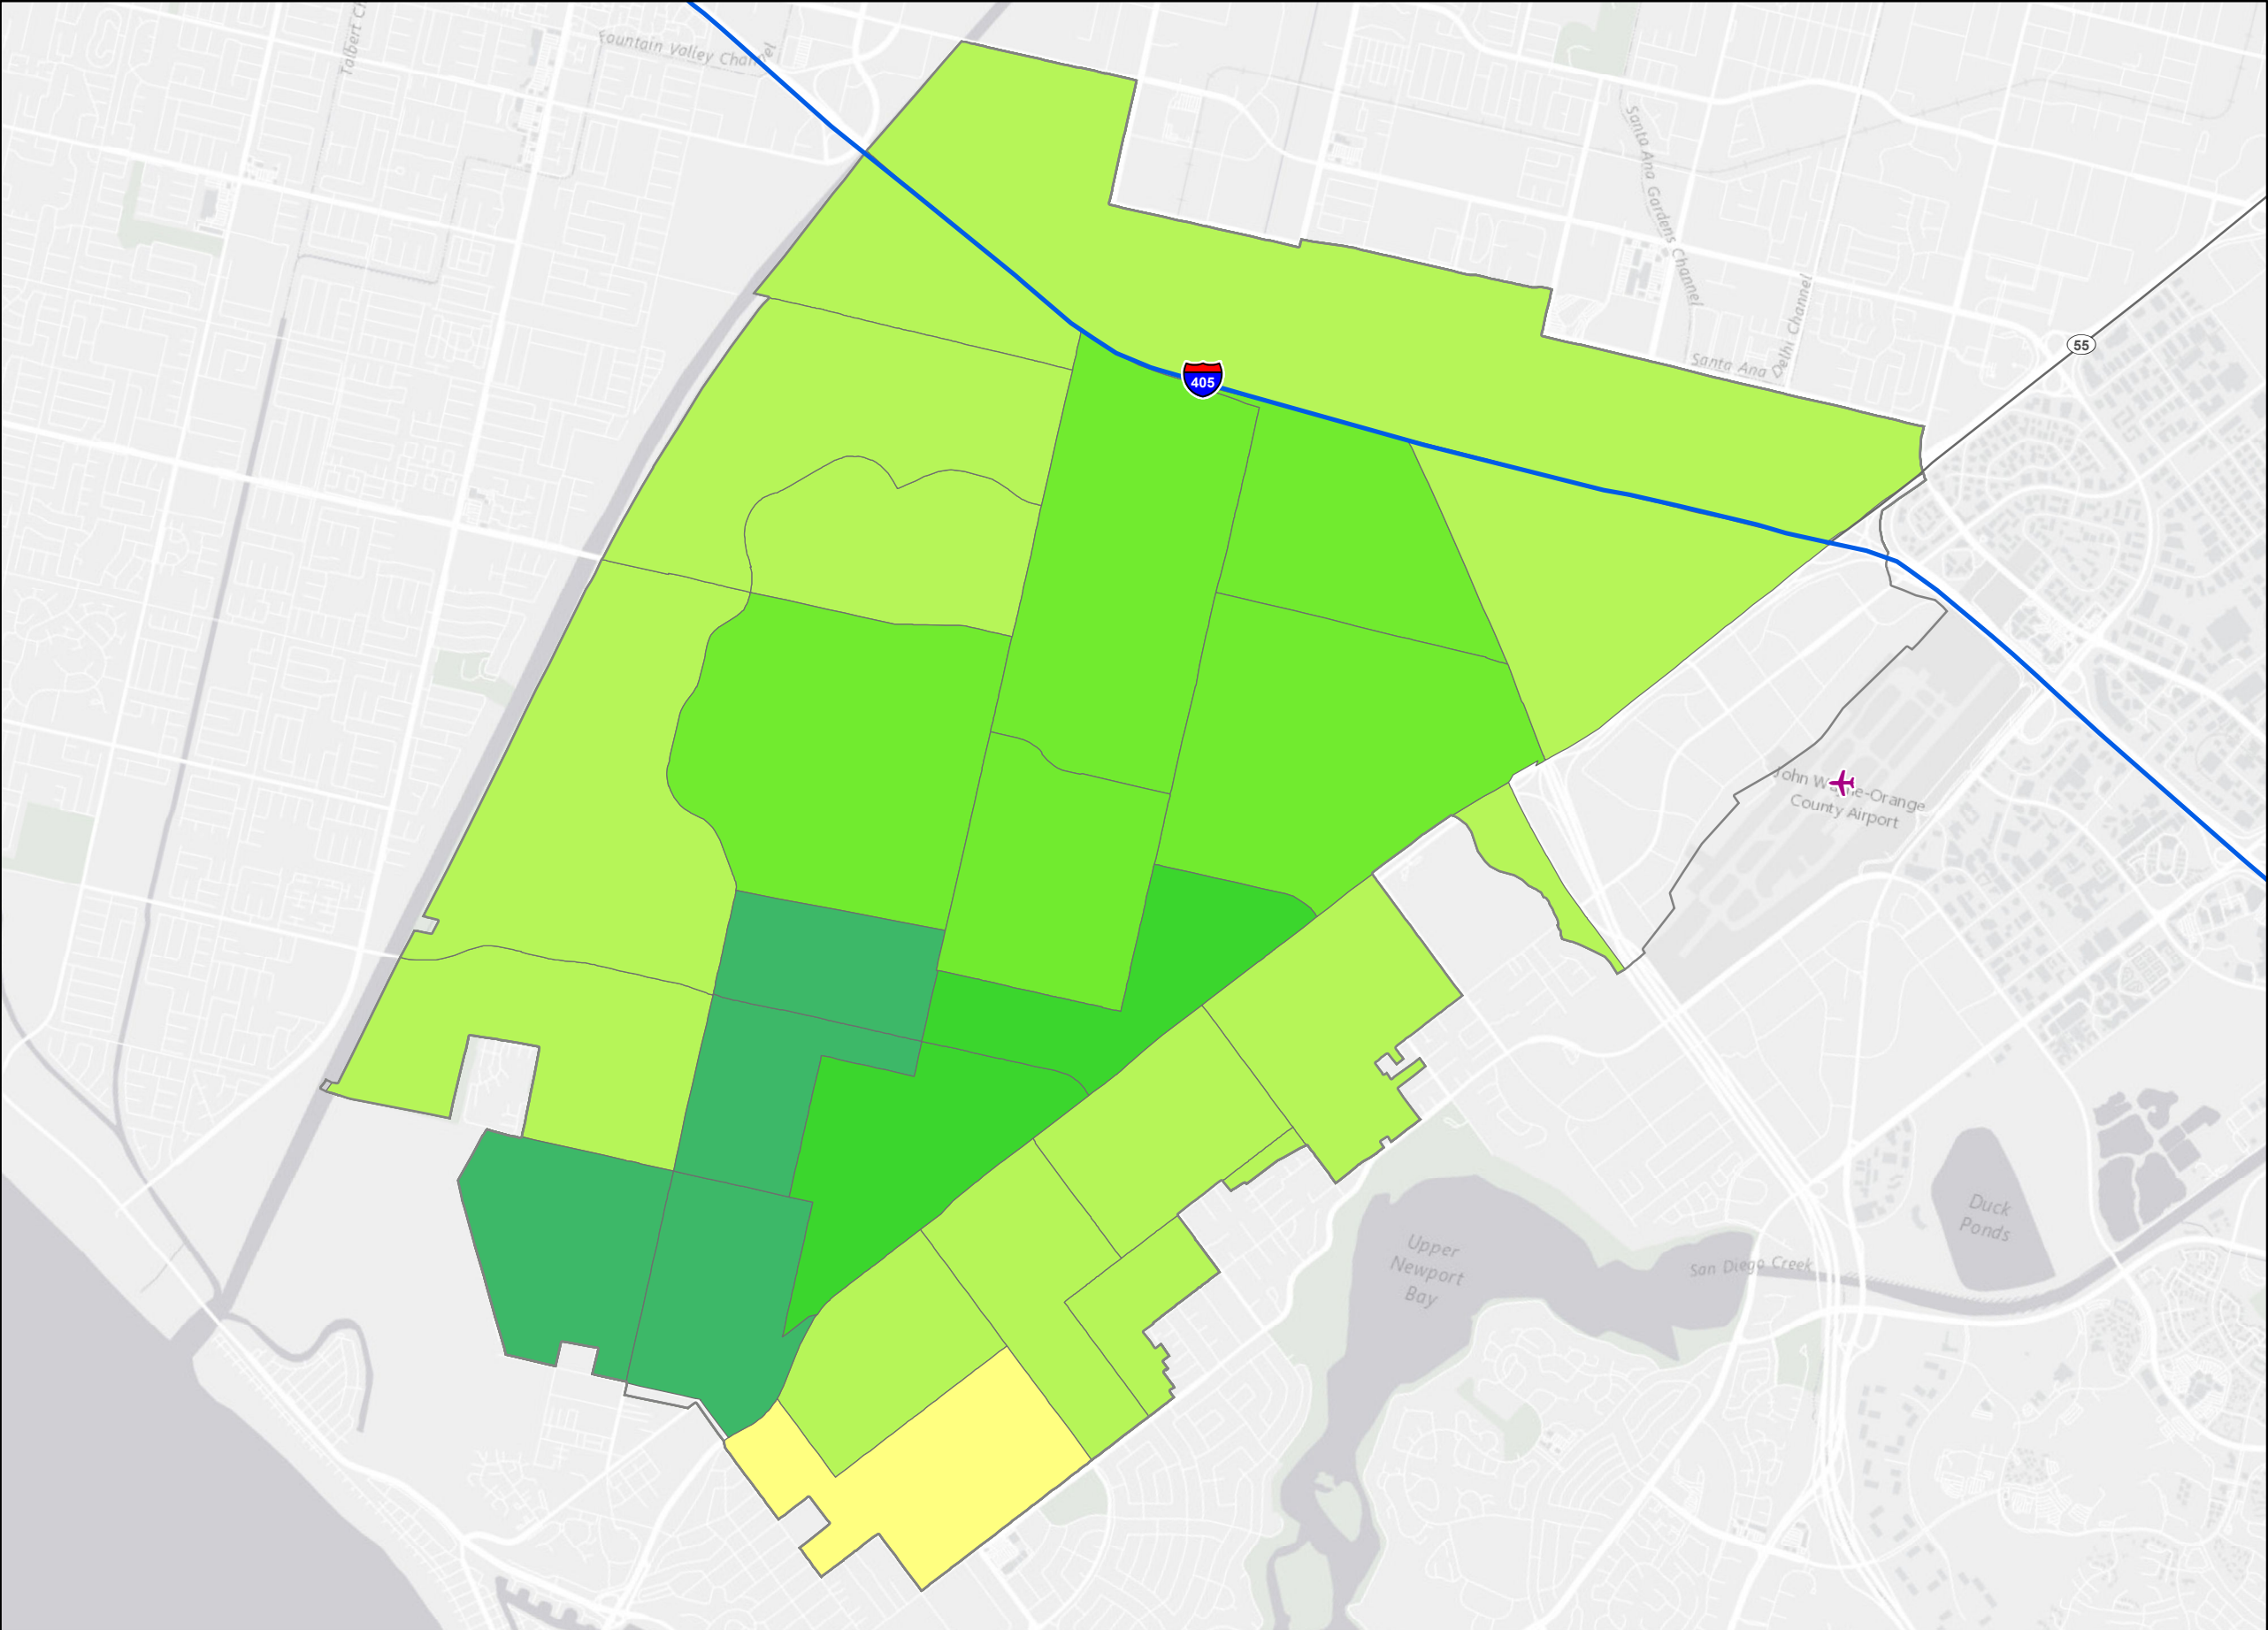 Talbert
Fountain Valley Channel
Santa Ana Gardens Channel
Santa Ana
Delhi Channel
55
405
John Wayne-Orange
County Airport
Upper
Newport
Bay
San Diego Creek
Duck
Ponds